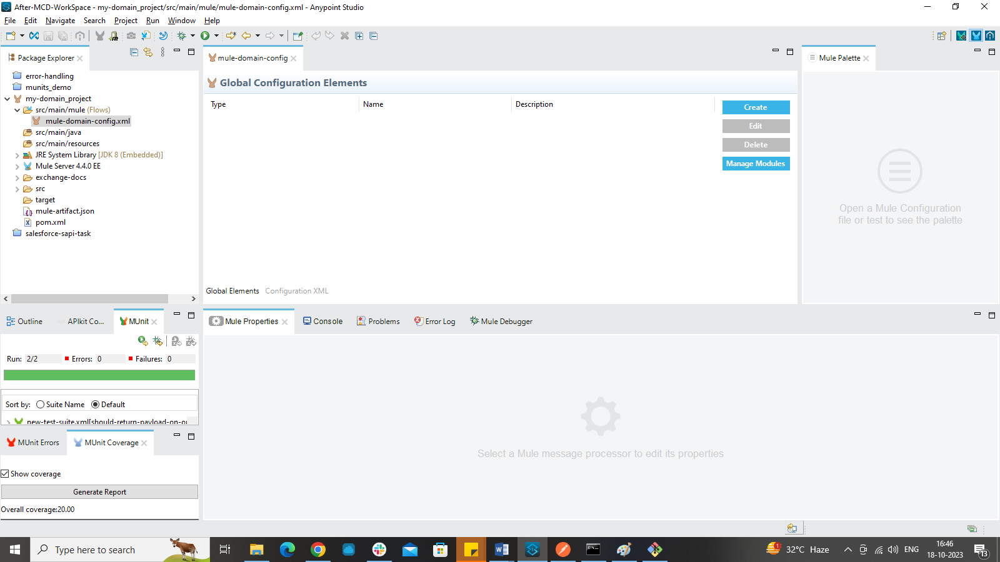 After-MCD-WorkSpace - my-domain_project/src/main/mule/mule-domain-config.xml - Anypoint Studio
File Edit Navigate Search Project Run Window Help
Package Explorer
error-handling
munits_demo
my-domain_project
src/main/mule (Flows)
mule-domain-config.xml
src/main/java
src/main/resources
JRE System Library [JDK 8 (Embedded)]
Mule Server 4.4.0 EE
exchange-docs
src
target
mule-artifact.json
pom.xml
salesforce-sapi-task
mule-domain-config
Global Configuration Elements
Type Name Description
Create
Edit
Delete
Manage Modules
Global Elements Configuration XML
Mule Palette
Open a Mule Configuration
file or test to see the palette
Outline APIkit Co... MUnit
Run: 2/2 Errors: 0 Failures: 0
Sort by: Suite Name Default
new-test-suite.xml[should-return-payload-on-
MUnit Errors MUnit Coverage
Show coverage
Generate Report
Overall coverage:20.00
Mule Properties Console Problems Error Log Mule Debugger
Select a Mule message processor to edit its properties
Type here to search
1
32°C Haze
ENG
16:46
18-10-2023
13